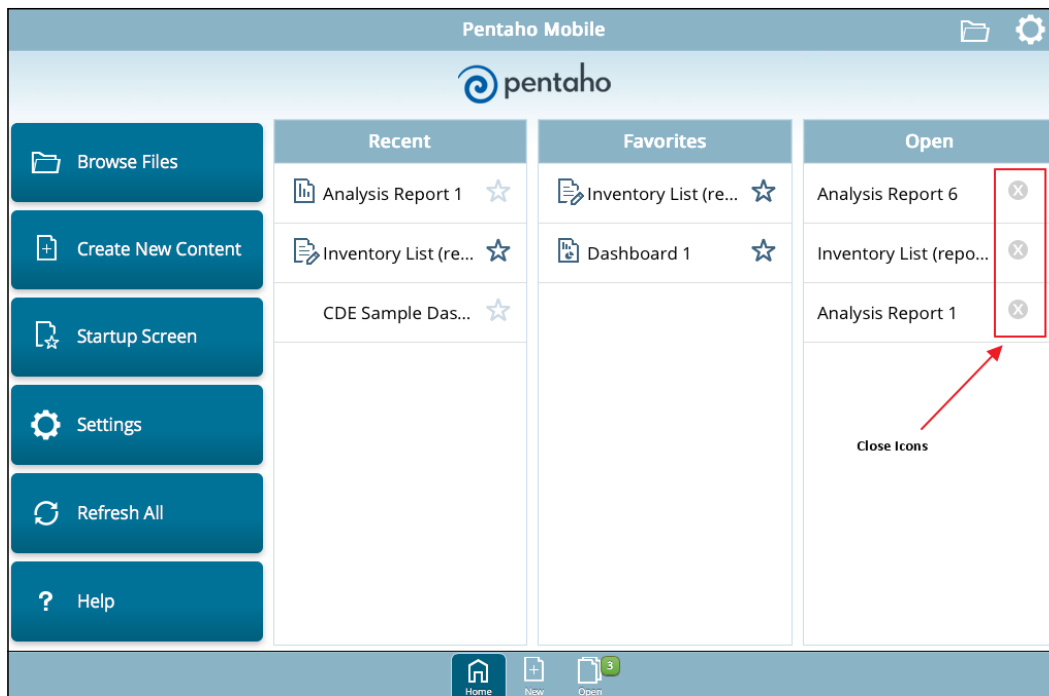 Pentaho Mobile
pentaho
Browse Files
Create New Content
Startup Screen
Settings
Refresh All
? Help
Recent
Analysis Report 1
Inventory List (re...
CDE Sample Das...
Favorites
Inventory List (re...
Dashboard 1
Open
Analysis Report 6
Inventory List (repo...
Analysis Report 1
Close Icons
Home
New
Open
3